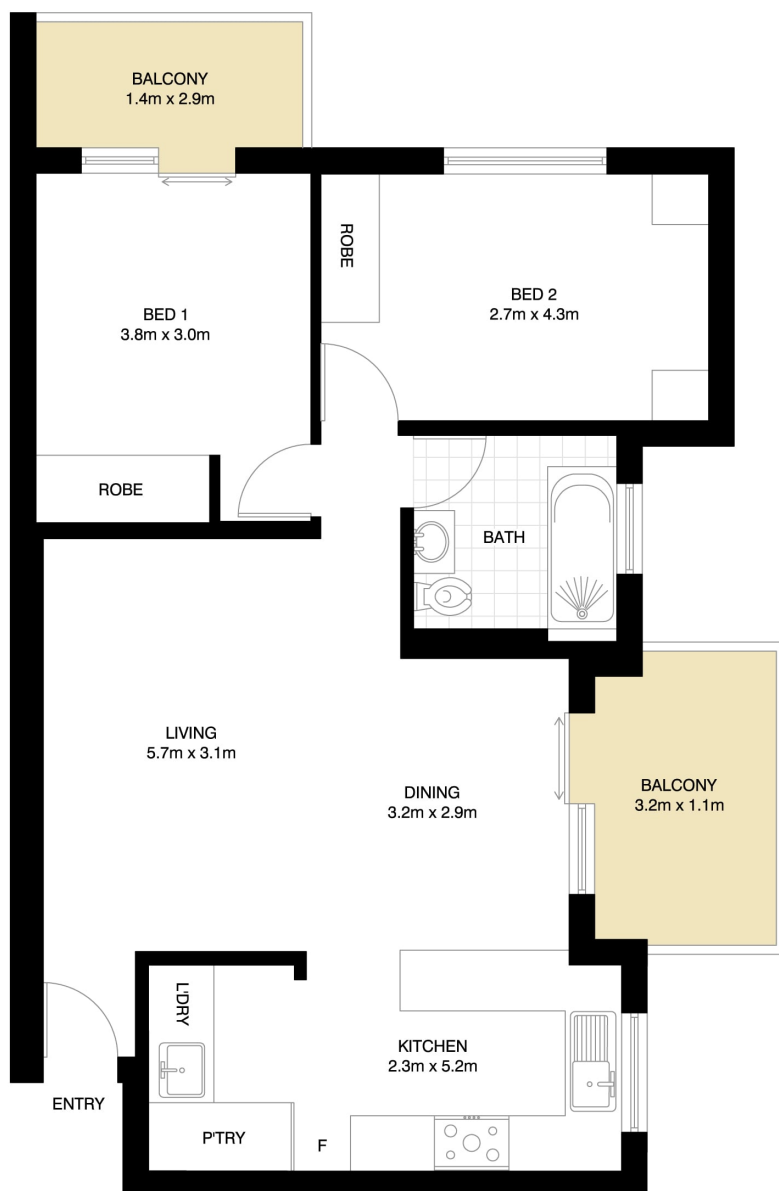 BALCONY
1.4m x 2.9m
ROBE
BED 1
3.8m x 3.0m
BED 2
2.7m x 4.3m
ROBE
BATH
LIVING
5.7m x 3.1m
DINING
3.2m x 2.9m
BALCONY
3.2m x 1.1m
L'DRY
KITCHEN
2.3m x 5.2m
ENTRY
P'TRY
F